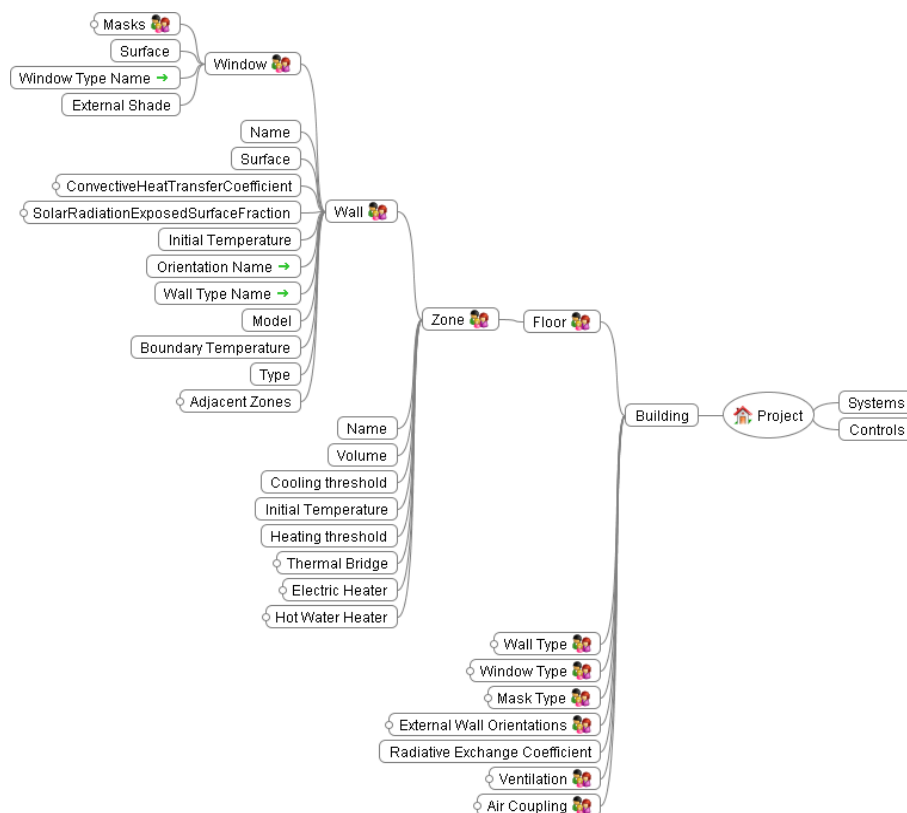 Masks
Surface
Window Type Name
External Shade
Window
Name
Surface
ConvectiveHeatTransferCoefficient
SolarRadiationExposedSurfaceFraction
Initial Temperature
Orientation Name
Wall Type Name
Model
Boundary Temperature
Type
Adjacent Zones
Wall
Name
Volume
Cooling threshold
Initial Temperature
Heating threshold
Thermal Bridge
Electric Heater
Hot Water Heater
Zone
Floor
Wall Type
Window Type
Mask Type
External Wall Orientations
Radiative Exchange Coefficient
Ventilation
Air Coupling
Building
Project
Systems
Controls